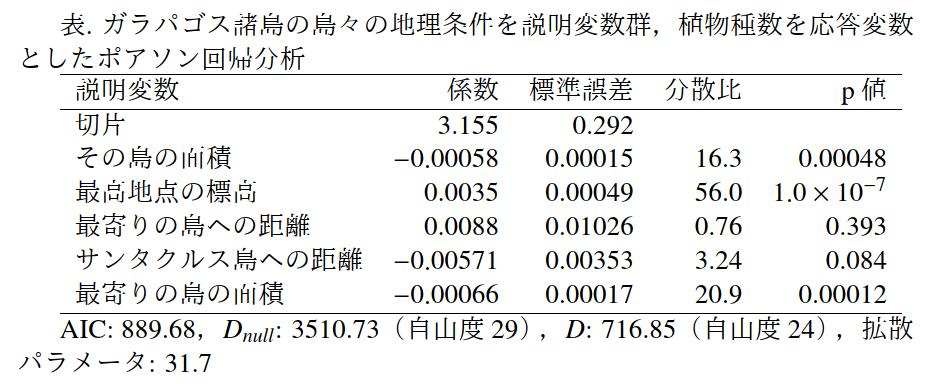 表. ガラパゴス諸島の島々の地理条件を説明変数群，植物種数を応答変数
としたポアソン回帰分析
説明変数 係数 標準誤差 分散比 p 値
切片 3.155 0.292
その島の面積 −0.00058 0.00015 16.3 0.00048
最高地点の標高 0.0035 0.00049 56.0 1.0 × 10⁻⁷
最寄りの島への距離 0.0088 0.01026 0.76 0.393
サンタクルス島への距離 −0.00571 0.00353 3.24 0.084
最寄りの島の面積 −0.00066 0.00017 20.9 0.00012
AIC: 889.68，Dnull: 3510.73（自由度 29），D: 716.85（自由度 24），拡散
パラメータ: 31.7